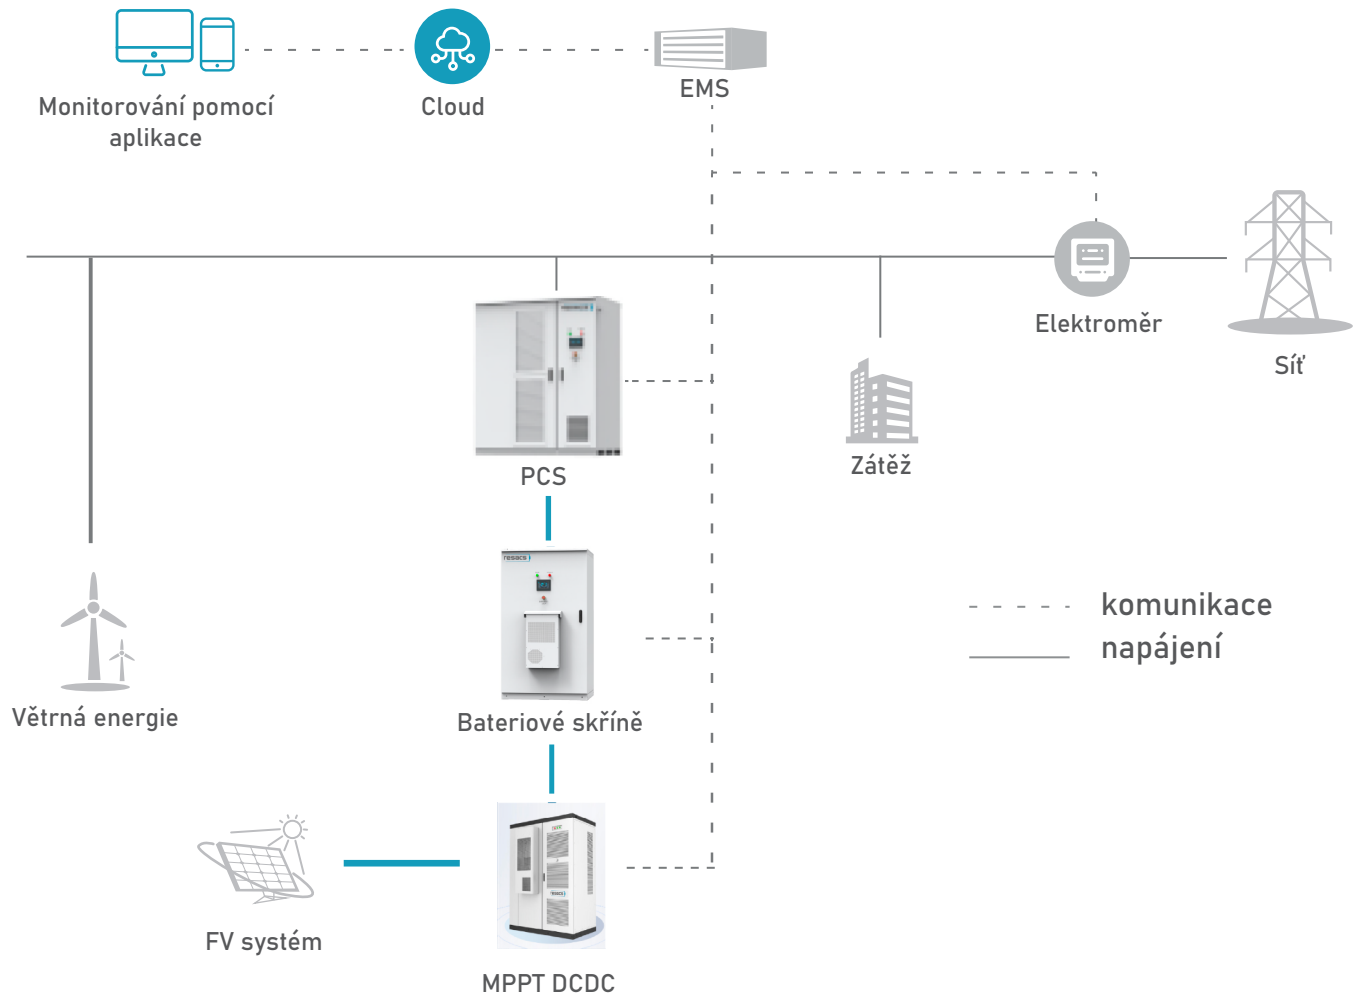 Monitorování pomocí
aplikace
Cloud
EMS
Elektroměr
Síť
PCS
Zátěž
resacs
komunikace
napájení
Větrná energie
Bateriové skříně
FV systém
MPPT DCDC